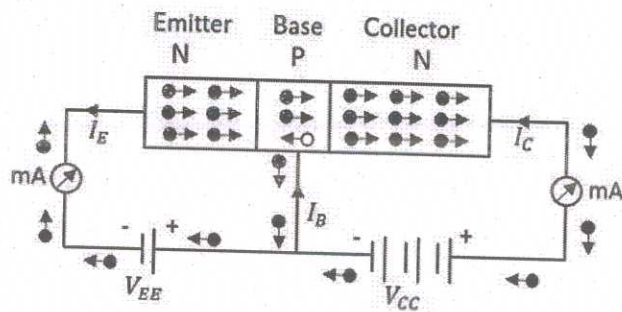 Emitter Base Collector
N P N
I_E I_C
mA mA
I_B
- + - +
V_EE V_CC